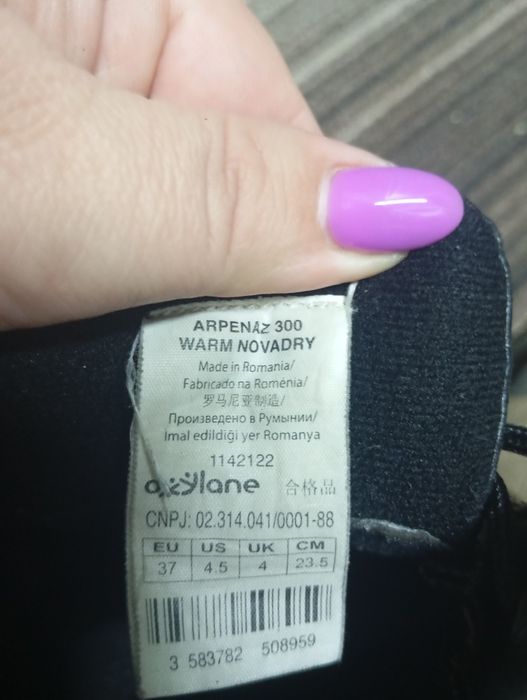 ARPENAZ 300
WARM NOVADRY
Made in Romania/
Fabricado na Romênia/
罗马尼亚制造/
Произведено в Румынии/
Imal edildiği yer Romanya
1142122
oxylane 合格品
CNPJ: 02.314.041/0001-88
EU US UK CM
37 4.5 4 23.5
3 583782 508959